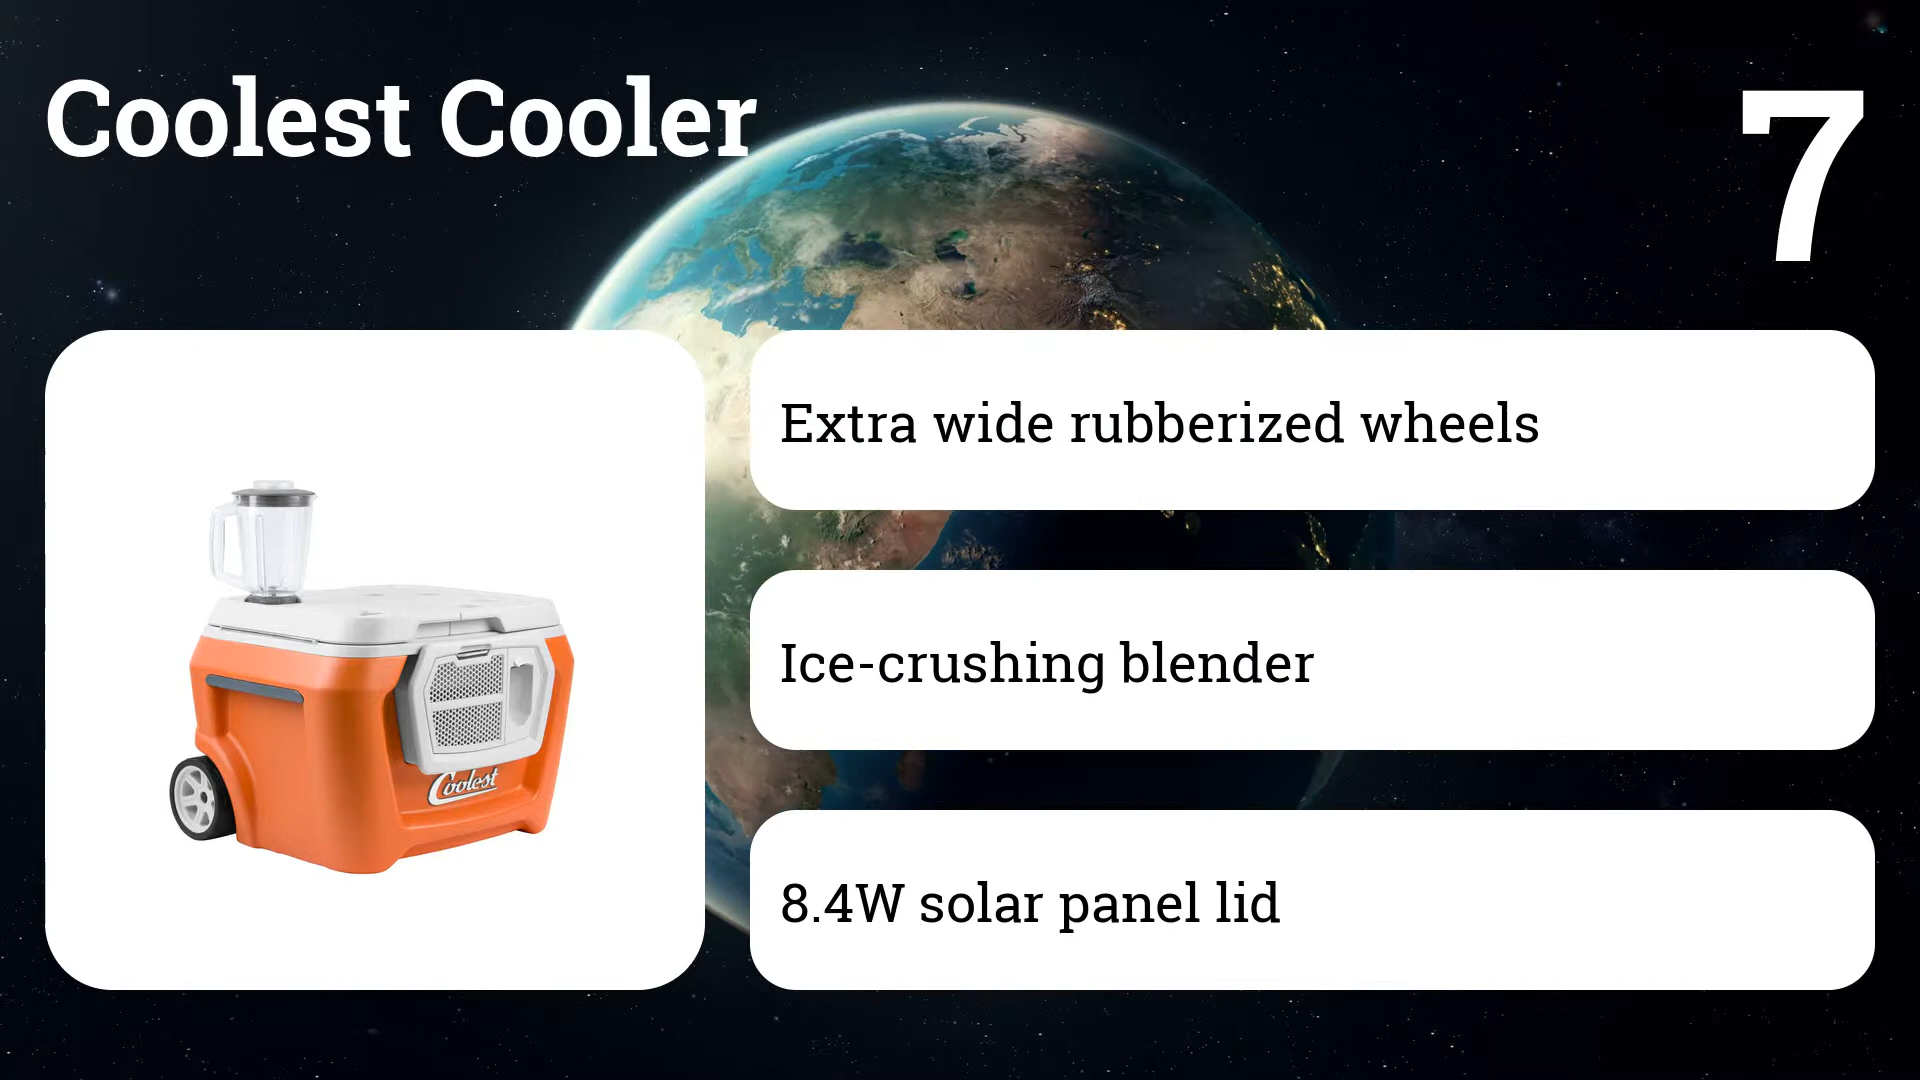 Coolest Cooler
7
Extra wide rubberized wheels
Ice-crushing blender
8.4W solar panel lid
Coolest